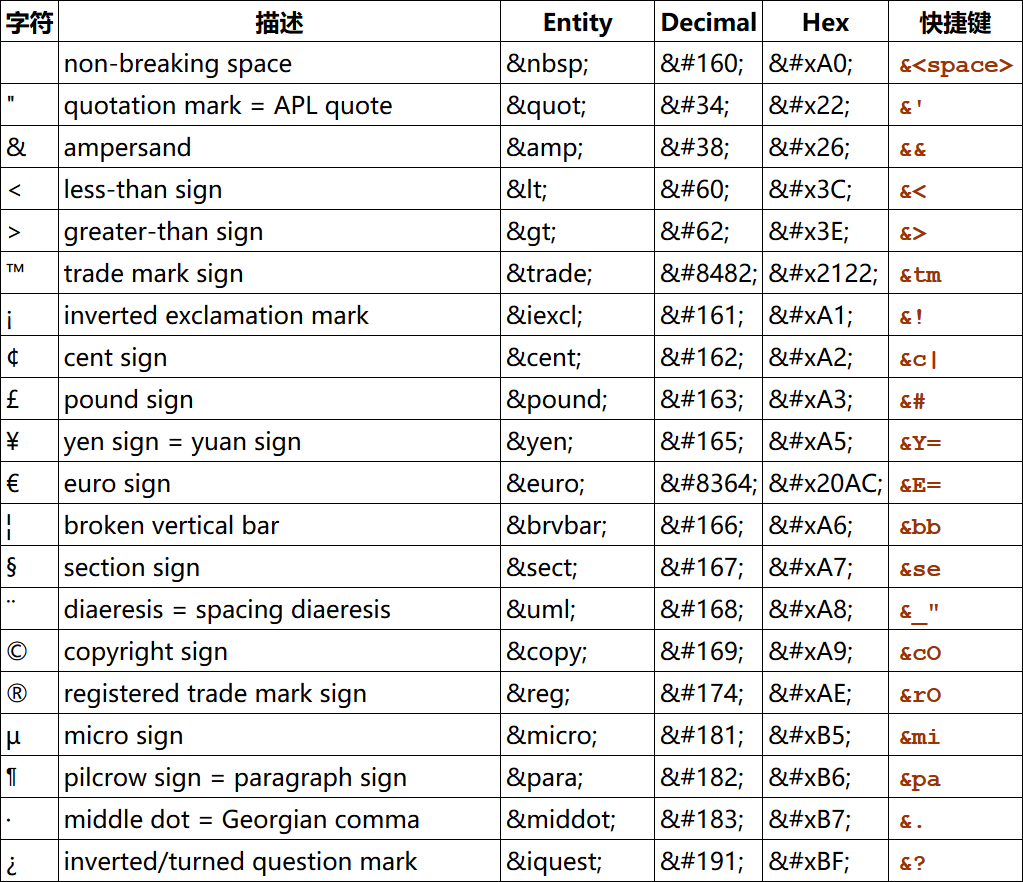 字符 描述 Entity Decimal Hex 快捷键
non-breaking space &nbsp; &#160; &#xA0; &<space>
" quotation mark = APL quote &quot; &#34; &#x22; &'
& ampersand &amp; &#38; &#x26; &&
< less-than sign &lt; &#60; &#x3C; &<
> greater-than sign &gt; &#62; &#x3E; &>
™ trade mark sign &trade; &#8482; &#x2122; &tm
¡ inverted exclamation mark &iexcl; &#161; &#xA1; &!
¢ cent sign &cent; &#162; &#xA2; &c|
£ pound sign &pound; &#163; &#xA3; &#
¥ yen sign = yuan sign &yen; &#165; &#xA5; &Y=
€ euro sign &euro; &#8364; &#x20AC; &E=
¦ broken vertical bar &brvbar; &#166; &#xA6; &bb
§ section sign &sect; &#167; &#xA7; &se
¨ diaeresis = spacing diaeresis &uml; &#168; &#xA8; &_"
© copyright sign &copy; &#169; &#xA9; &cO
® registered trade mark sign &reg; &#174; &#xAE; &rO
µ micro sign &micro; &#181; &#xB5; &mi
¶ pilcrow sign = paragraph sign &para; &#182; &#xB6; &pa
· middle dot = Georgian comma &middot; &#183; &#xB7; &.
¿ inverted/turned question mark &iquest; &#191; &#xBF; &?